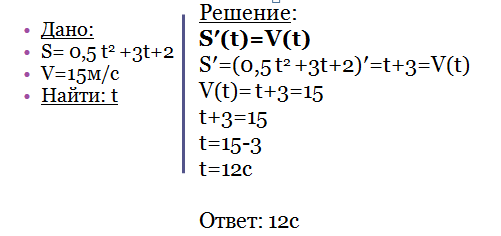 Дано:
S= 0,5 t² +3t+2
V=15м/с
Найти: t
Решение:
S′(t)=V(t)
S′=(0,5 t² +3t+2)′=t+3=V(t)
V(t)= t+3=15
t+3=15
t=15-3
t=12с
Ответ: 12с